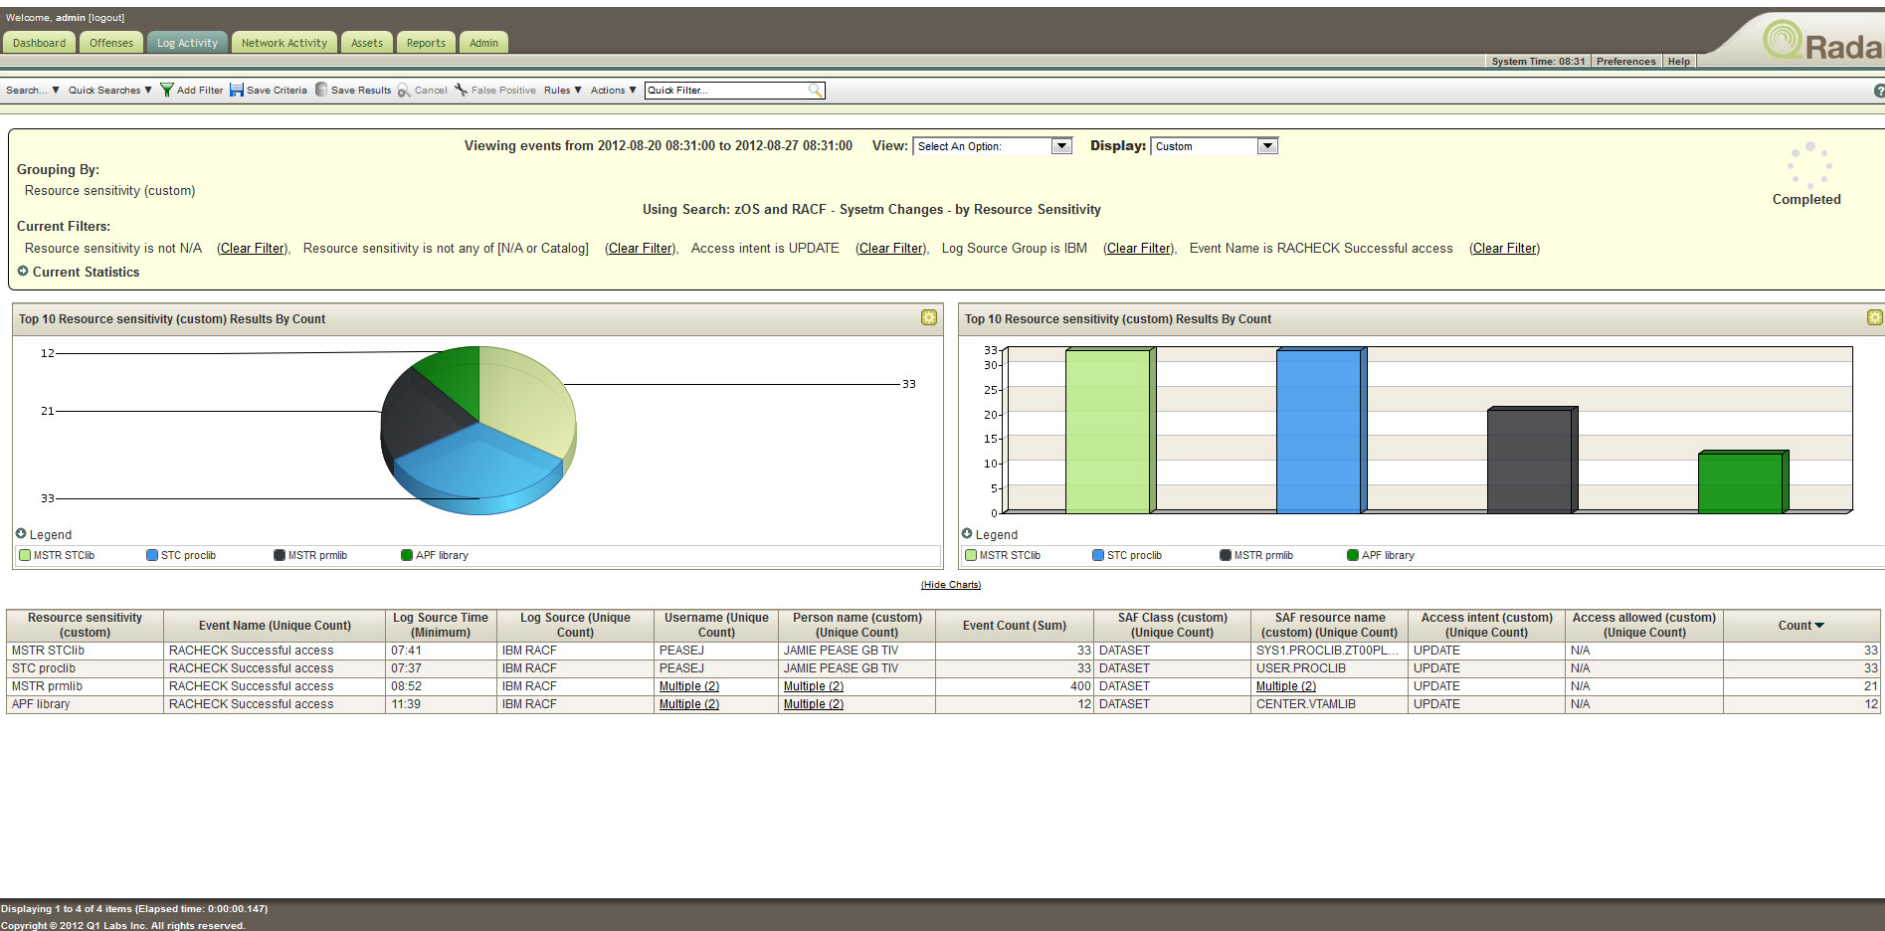 Welcome, admin [logout]
Dashboard Offenses Log Activity Network Activity Assets Reports Admin
QRadar
System Time: 08:31 Preferences Help
Search... ▼ Quick Searches ▼ Add Filter Save Criteria Save Results Cancel False Positive Rules ▼ Actions ▼ Quick Filter...
Viewing events from 2012-08-20 08:31:00 to 2012-08-27 08:31:00 View: Select An Option: Display: Custom
Grouping By:
Resource sensitivity (custom)
Completed
Using Search: zOS and RACF - Sysetm Changes - by Resource Sensitivity
Current Filters:
Resource sensitivity is not N/A (Clear Filter), Resource sensitivity is not any of [N/A or Catalog] (Clear Filter), Access intent is UPDATE (Clear Filter), Log Source Group is IBM (Clear Filter), Event Name is RACHECK Successful access (Clear Filter)
Current Statistics
Top 10 Resource sensitivity (custom) Results By Count
12
33
21
33
Legend
MSTR STClib STC proclib MSTR prmlib APF library
Top 10 Resource sensitivity (custom) Results By Count
33
30
25
20
15
10
5
0
Legend
MSTR STClib STC proclib MSTR prmlib APF library
(Hide Charts)
Resource sensitivity (custom) Event Name (Unique Count) Log Source Time (Minimum) Log Source (Unique Count) Username (Unique Count) Person name (custom) (Unique Count) Event Count (Sum) SAF Class (custom) (Unique Count) SAF resource name (custom) (Unique Count) Access intent (custom) (Unique Count) Access allowed (custom) (Unique Count) Count ▼
MSTR STClib RACHECK Successful access 07:41 IBM RACF PEASEJ JAMIE PEASE GB TIV 33 DATASET SYS1.PROCLIB.ZT00PL... UPDATE N/A 33
STC proclib RACHECK Successful access 07:37 IBM RACF PEASEJ JAMIE PEASE GB TIV 33 DATASET USER.PROCLIB UPDATE N/A 33
MSTR prmlib RACHECK Successful access 08:52 IBM RACF Multiple (2) Multiple (2) 400 DATASET Multiple (2) UPDATE N/A 21
APF library RACHECK Successful access 11:39 IBM RACF Multiple (2) Multiple (2) 12 DATASET CENTER.VTAMLIB UPDATE N/A 12
Displaying 1 to 4 of 4 items (Elapsed time: 0:00:00.147)
Copyright © 2012 Q1 Labs Inc. All rights reserved.